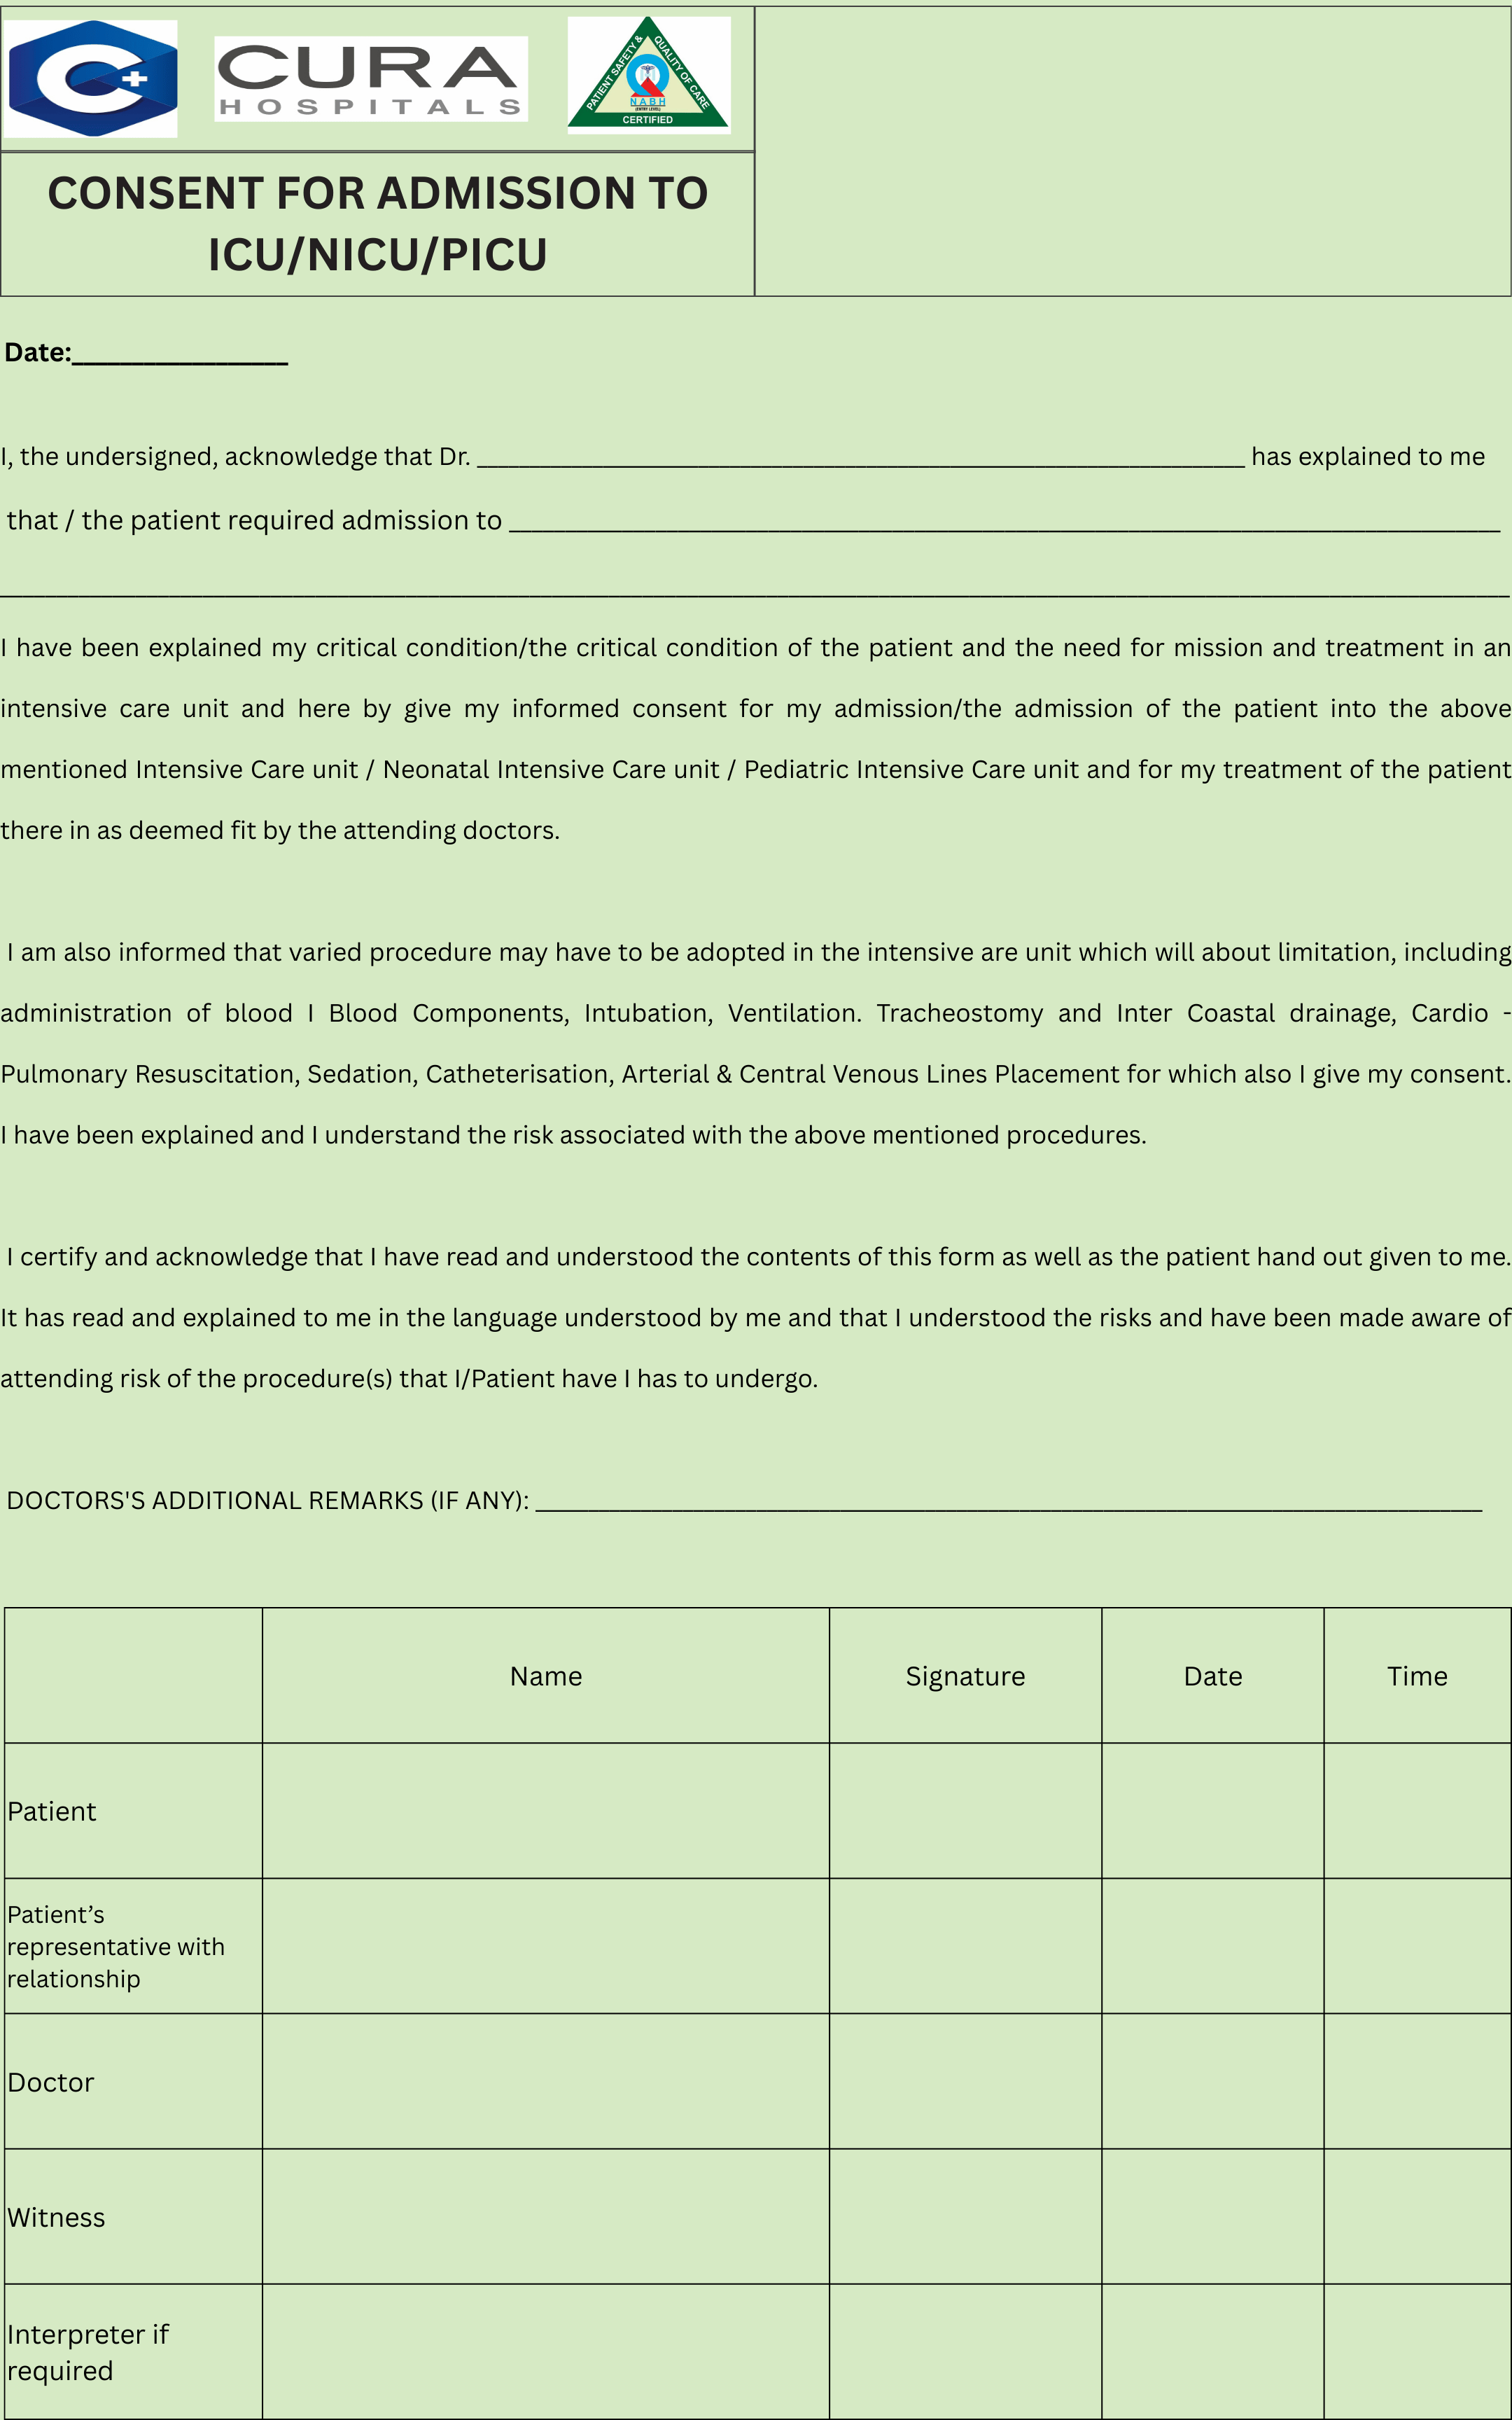 C+
CURA
HOSPITALS
PATIENT SAFETY & QUALITY OF CARE
NABH
(ENTRY LEVEL)
CERTIFIED
CONSENT FOR ADMISSION TO
ICU/NICU/PICU
Date:________________
I, the undersigned, acknowledge that Dr. ______________________________ has explained to me
that / the patient required admission to ______________________________
____________________________________________________________
I have been explained my critical condition/the critical condition of the patient and the need for mission and treatment in an
intensive care unit and here by give my informed consent for my admission/the admission of the patient into the above
mentioned Intensive Care unit / Neonatal Intensive Care unit / Pediatric Intensive Care unit and for my treatment of the patient
there in as deemed fit by the attending doctors.
I am also informed that varied procedure may have to be adopted in the intensive are unit which will about limitation, including
administration of blood I Blood Components, Intubation, Ventilation. Tracheostomy and Inter Coastal drainage, Cardio -
Pulmonary Resuscitation, Sedation, Catheterisation, Arterial & Central Venous Lines Placement for which also I give my consent.
I have been explained and I understand the risk associated with the above mentioned procedures.
I certify and acknowledge that I have read and understood the contents of this form as well as the patient hand out given to me.
It has read and explained to me in the language understood by me and that I understood the risks and have been made aware of
attending risk of the procedure(s) that I/Patient have I has to undergo.
DOCTORS'S ADDITIONAL REMARKS (IF ANY): ______________________________
Name Signature Date Time
Patient
Patient’s
representative with
relationship
Doctor
Witness
Interpreter if
required